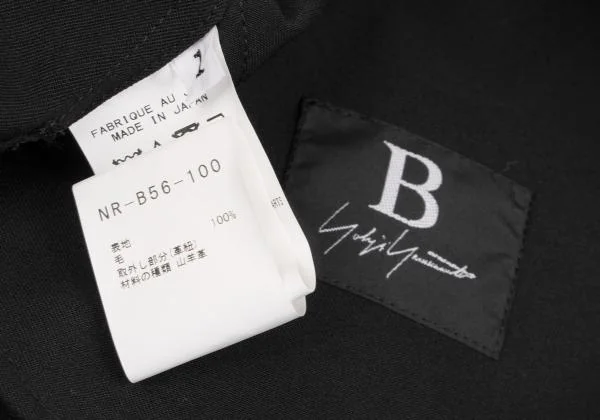 1
FABRIQUE AU
MADE IN JAPAN
NR-B56-100
表地
毛 100%
取外し部分(革紐)
材料の種類 山羊革
B
Yohji Yamamoto